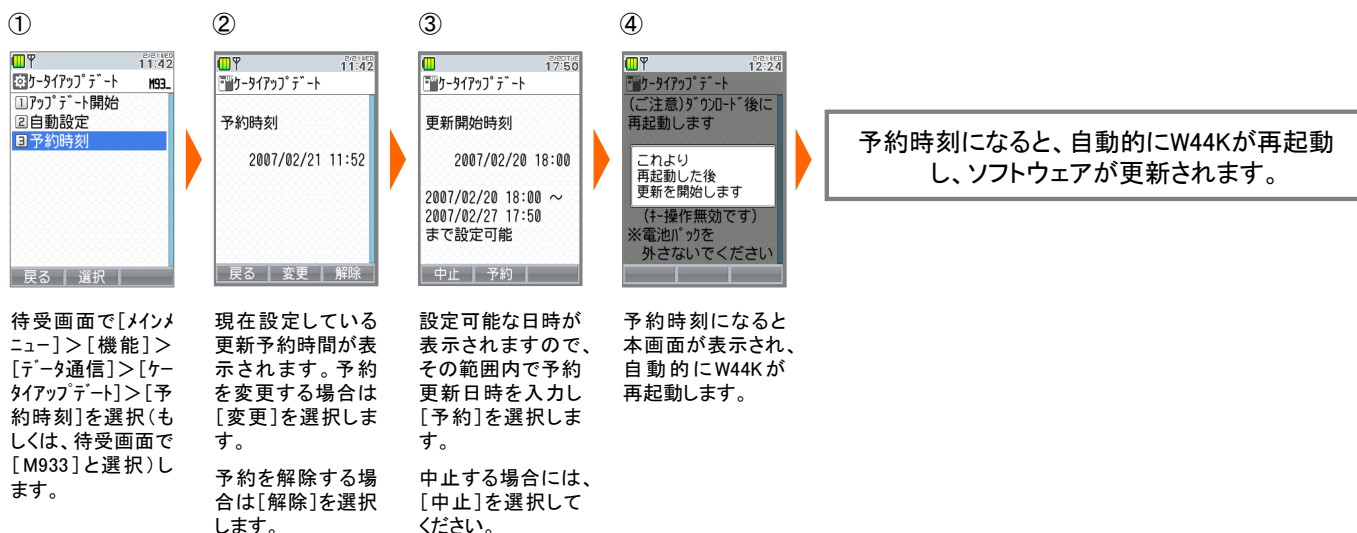 ①
2/21 WED
11:42
ケータイアップデート M93_
1アップデート開始
2自動設定
3予約時刻
戻る 選択
待受画面で[メインメ
ニュー]＞[機能]＞
[データ通信]＞[ケー
タイアップデート]＞[予
約時刻]を選択(も
しくは、待受画面で
[M933]と選択)し
ます。
②
2/21 WED
11:42
ケータイアップデート
予約時刻
2007/02/21 11:52
戻る 変更 解除
現在設定している
更新予約時間が表
示されます。予約
を変更する場合は
[変更]を選択しま
す。
予約を解除する場
合は[解除]を選択
します。
③
2/20 TUE
17:50
ケータイアップデート
更新開始時刻
2007/02/20 18:00
2007/02/20 18:00 ～
2007/02/27 17:50
まで設定可能
中止 予約
設定可能な日時が
表示されますので、
その範囲内で予約
更新日時を入力し
[予約]を選択しま
す。
中止する場合には、
[中止]を選択して
ください。
④
2/21 WED
12:24
ケータイアップデート
(ご注意)ダウンロード後に
再起動します
これより
再起動した後
更新を開始します
(キー操作無効です)
※電池パックを
外さないでください
予約時刻になると
本画面が表示され、
自動的にW44Kが
再起動します。
予約時刻になると、自動的にW44Kが再起動
し、ソフトウェアが更新されます。